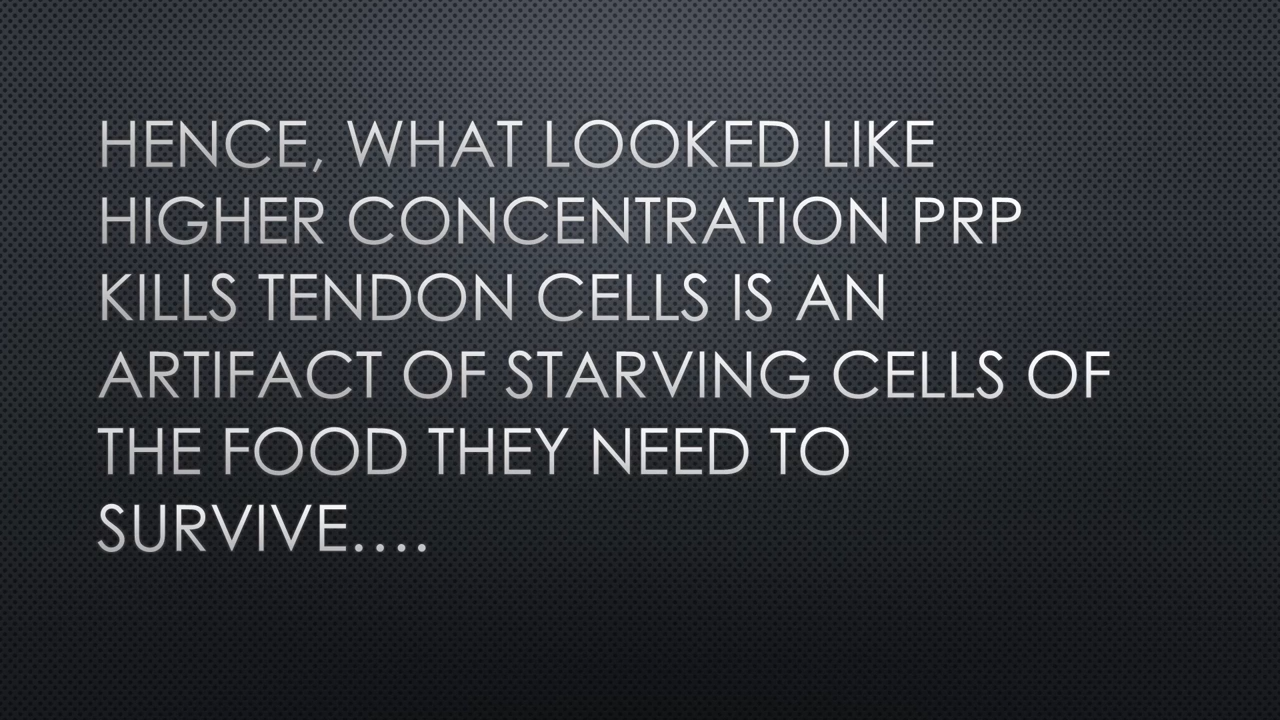 HENCE, WHAT LOOKED LIKE
HIGHER CONCENTRATION PRP
KILLS TENDON CELLS IS AN
ARTIFACT OF STARVING CELLS OF
THE FOOD THEY NEED TO
SURVIVE....